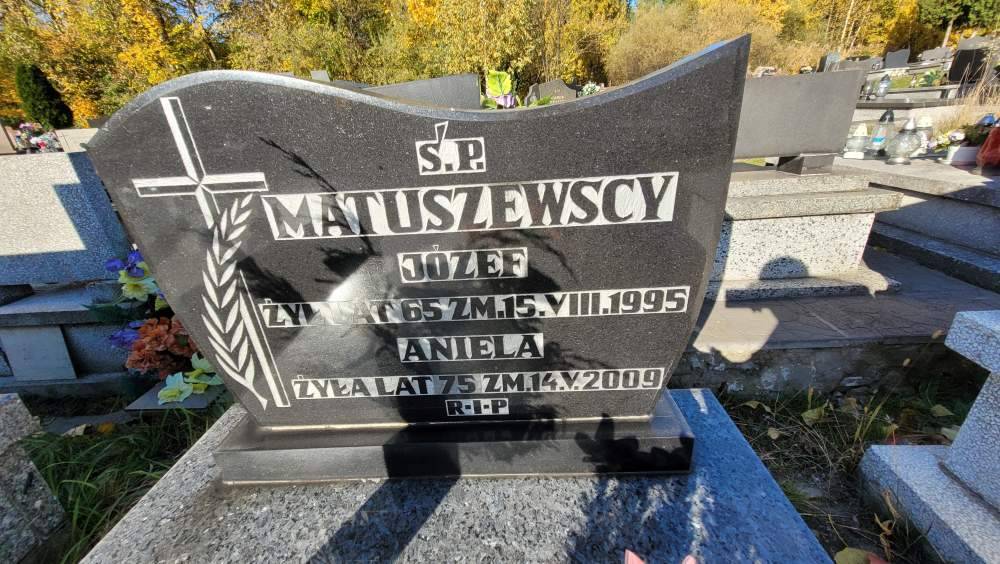 Ś.P.
MATUSZEWSCY
JÓZEF
ŻYŁ LAT 65 ZM.15.VIII.1995
ANIELA
ŻYŁA LAT 75 ZM.14.V.2009
R-I-P